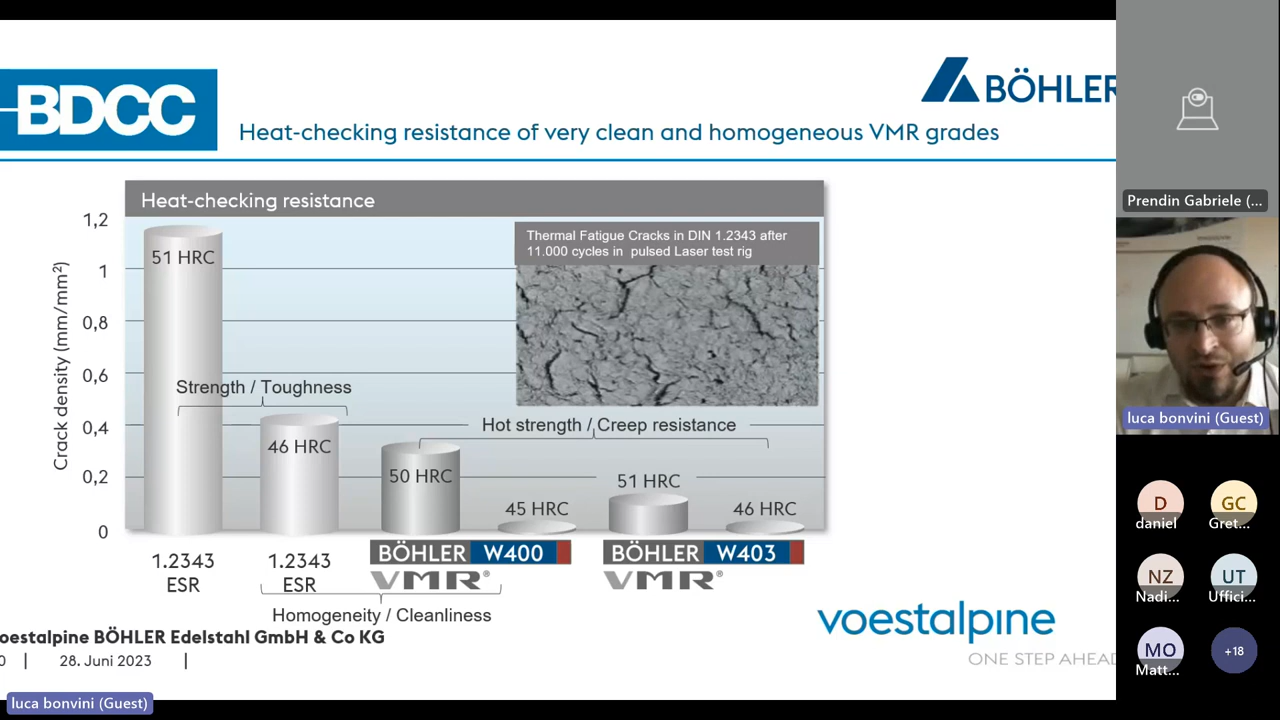 BDCC
BÖHLER
Heat-checking resistance of very clean and homogeneous VMR grades
Heat-checking resistance
Crack density (mm/mm²)
1,2
1
0,8
0,6
0,4
0,2
0
51 HRC
Thermal Fatigue Cracks in DIN 1.2343 after
11.000 cycles in pulsed Laser test rig
Strength / Toughness
46 HRC
Hot strength / Creep resistance
50 HRC
45 HRC
51 HRC
46 HRC
1.2343
ESR
1.2343
ESR
BÖHLER W400
VMR®
BÖHLER W403
VMR®
Homogeneity / Cleanliness
oestalpine BÖHLER Edelstahl GmbH & Co KG
0 | 28. Juni 2023 |
voestalpine
ONE STEP AHEAD
luca bonvini (Guest)
Prendin Gabriele (...
luca bonvini (Guest)
D
daniel
GC
Gret...
NZ
Nadi...
UT
Uffici...
MO
Matt...
+18